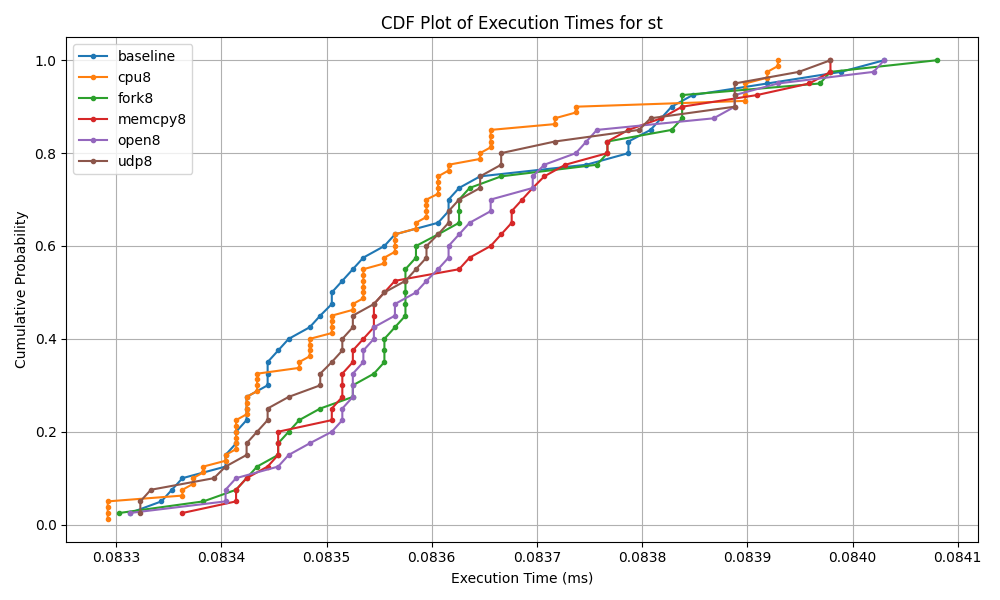 CDF Plot of Execution Times for st
baseline
cpu8
fork8
memcpy8
open8
udp8
Cumulative Probability
1.0
0.8
0.6
0.4
0.2
0.0
0.0833 0.0834 0.0835 0.0836 0.0837 0.0838 0.0839 0.0840 0.0841
Execution Time (ms)